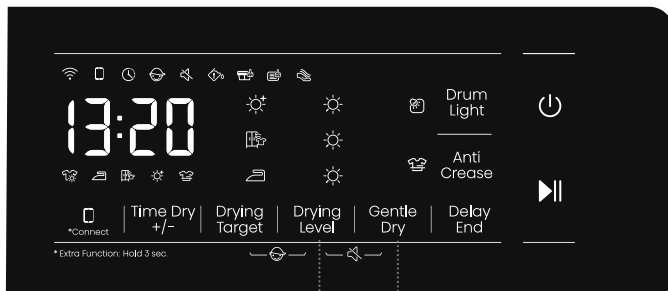 13:20
Drum
Light
Anti
Crease
*Connect
Time Dry
+/-
Drying
Target
Drying
Level
Gentle
Dry
Delay
End
* Extra Function: Hold 3 sec.